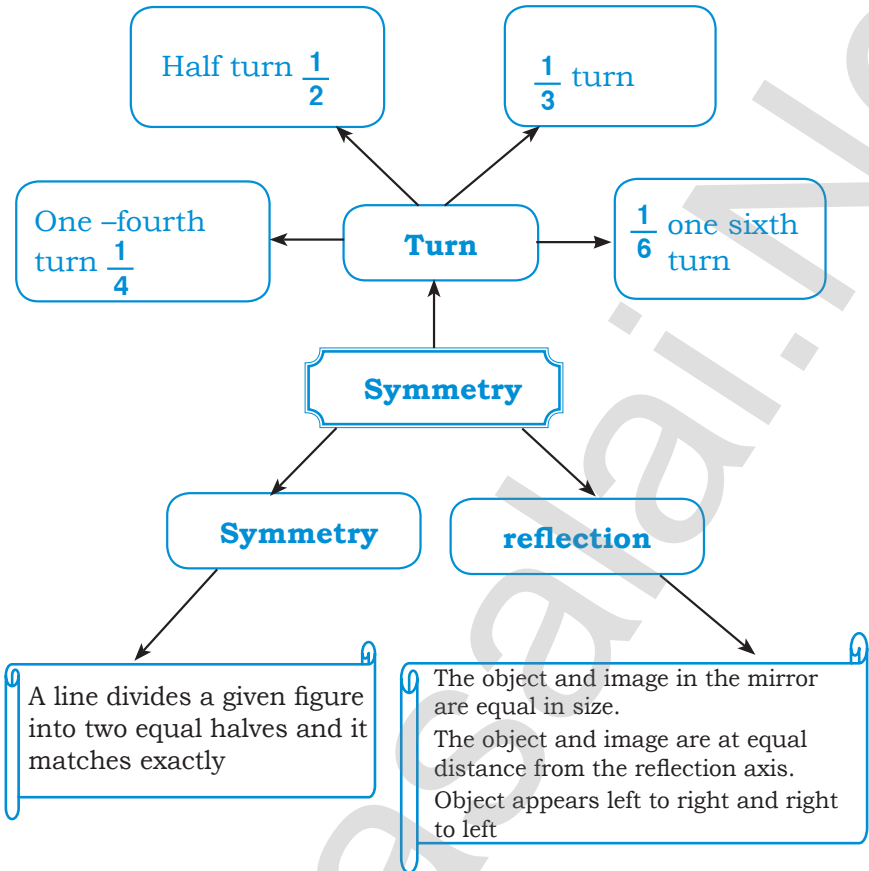 Half turn 1/2
1/3 turn
One –fourth
turn 1/4
Turn
1/6 one sixth
turn
Symmetry
Symmetry
reflection
A line divides a given figure
into two equal halves and it
matches exactly
The object and image in the mirror
are equal in size.
The object and image are at equal
distance from the reflection axis.
Object appears left to right and right
to left